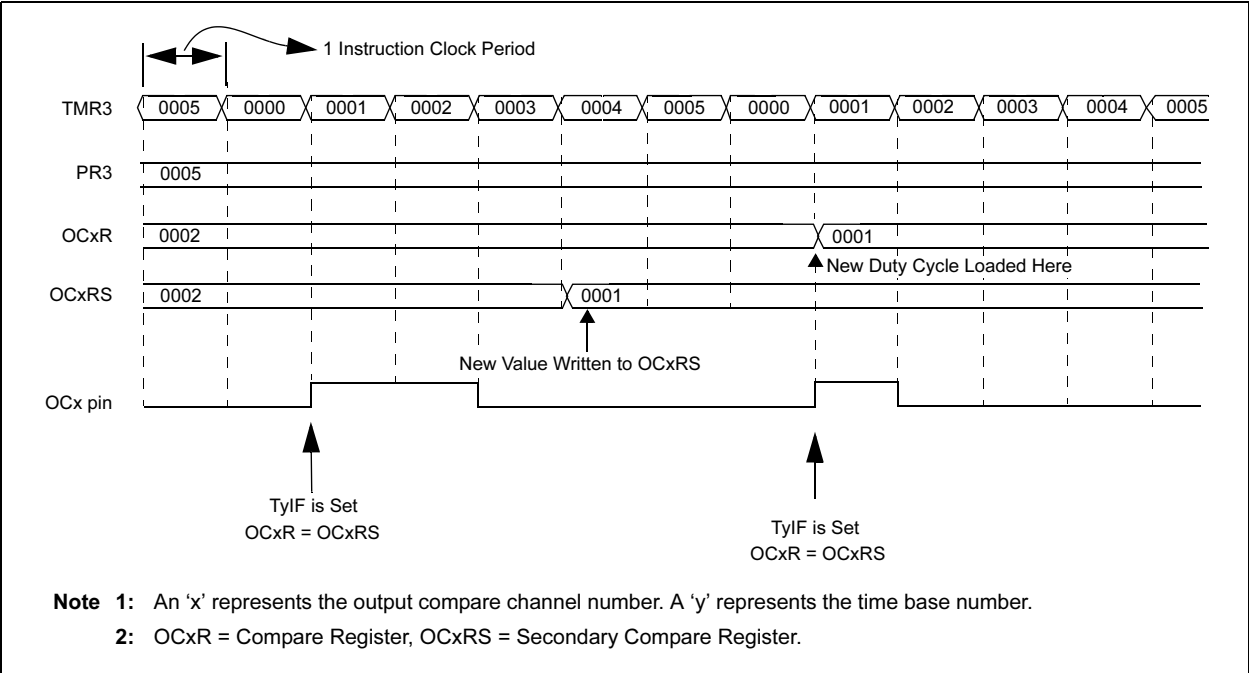 1 Instruction Clock Period
TMR3 0005 0000 0001 0002 0003 0004 0005 0000 0001 0002 0003 0004 0005
PR3 0005
OCxR 0002 0001
New Duty Cycle Loaded Here
OCxRS 0002 0001
New Value Written to OCxRS
OCx pin
TyIF is Set
OCxR = OCxRS
TyIF is Set
OCxR = OCxRS
Note 1: An ‘x’ represents the output compare channel number. A ‘y’ represents the time base number.
2: OCxR = Compare Register, OCxRS = Secondary Compare Register.